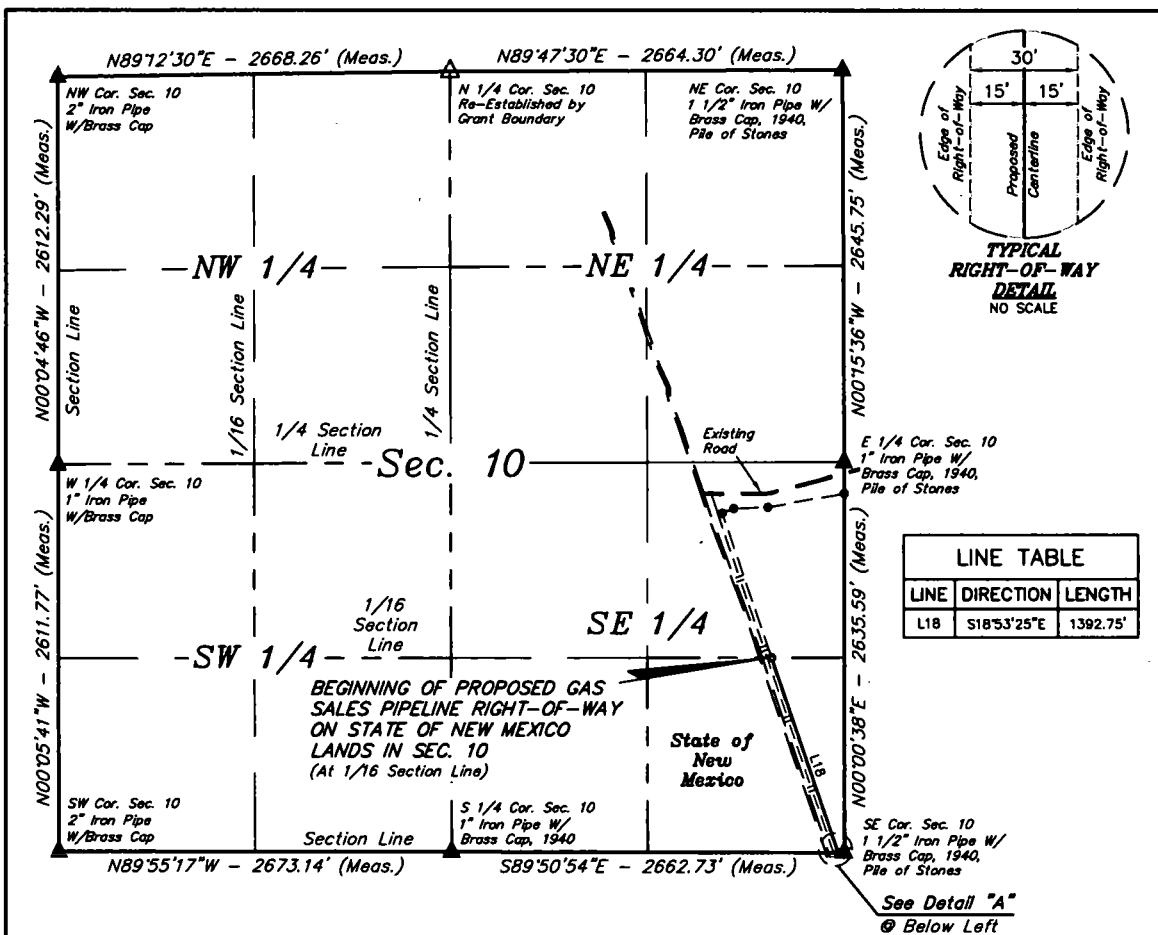 N89°12'30"E - 2668.26' (Meas.)
N89°47'30"E - 2664.30' (Meas.)
NW Cor. Sec. 10
2" Iron Pipe
W/Brass Cap
N 1/4 Cor. Sec. 10
Re-Established by
Grant Boundary
NE Cor. Sec. 10
1 1/2" Iron Pipe W/
Brass Cap, 1940,
Pile of Stones
30'
15'
15'
Edge of
Right-of-Way
Proposed
Centerline
Edge of
Right-of-Way
TYPICAL
RIGHT-OF-WAY
DETAIL
NO SCALE
N00°04'46"W - 2612.29' (Meas.)
Section Line
NW 1/4
NE 1/4
N00°15'36"W - 2645.75' (Meas.)
1/16 Section Line
1/4 Section Line
1/4 Section
Line
Sec. 10
Existing
Road
W 1/4 Cor. Sec. 10
1" Iron Pipe
W/Brass Cap
E 1/4 Cor. Sec. 10
1" Iron Pipe W/
Brass Cap, 1940,
Pile of Stones
LINE TABLE
LINE DIRECTION LENGTH
L18 S18°53'25"E 1392.75'
N00°05'41"W - 2611.77' (Meas.)
1/16
Section
Line
SW 1/4
SE 1/4
N00°00'38"E - 2635.59' (Meas.)
BEGINNING OF PROPOSED GAS
SALES PIPELINE RIGHT-OF-WAY
ON STATE OF NEW MEXICO
LANDS IN SEC. 10
(At 1/16 Section Line)
State of
New
Mexico
L18
SW Cor. Sec. 10
2" Iron Pipe
W/Brass Cap
Section Line
S 1/4 Cor. Sec. 10
1" Iron Pipe W/
Brass Cap, 1940
SE Cor. Sec. 10
1 1/2" Iron Pipe W/
Brass Cap, 1940,
Pile of Stones
N89°55'17"W - 2673.14' (Meas.)
S89°50'54"E - 2662.73' (Meas.)
See Detail "A"
@ Below Left